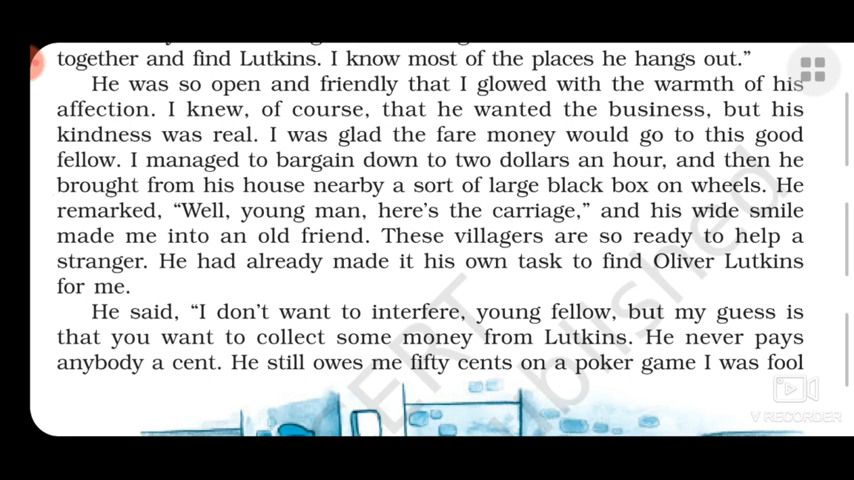 together and find Lutkins. I know most of the places he hangs out.”
He was so open and friendly that I glowed with the warmth of his
affection. I knew, of course, that he wanted the business, but his
kindness was real. I was glad the fare money would go to this good
fellow. I managed to bargain down to two dollars an hour, and then he
brought from his house nearby a sort of large black box on wheels. He
remarked, “Well, young man, here’s the carriage,” and his wide smile
made me into an old friend. These villagers are so ready to help a
stranger. He had already made it his own task to find Oliver Lutkins
for me.
He said, “I don’t want to interfere, young fellow, but my guess is
that you want to collect some money from Lutkins. He never pays
anybody a cent. He still owes me fifty cents on a poker game I was fool
V RECORDER